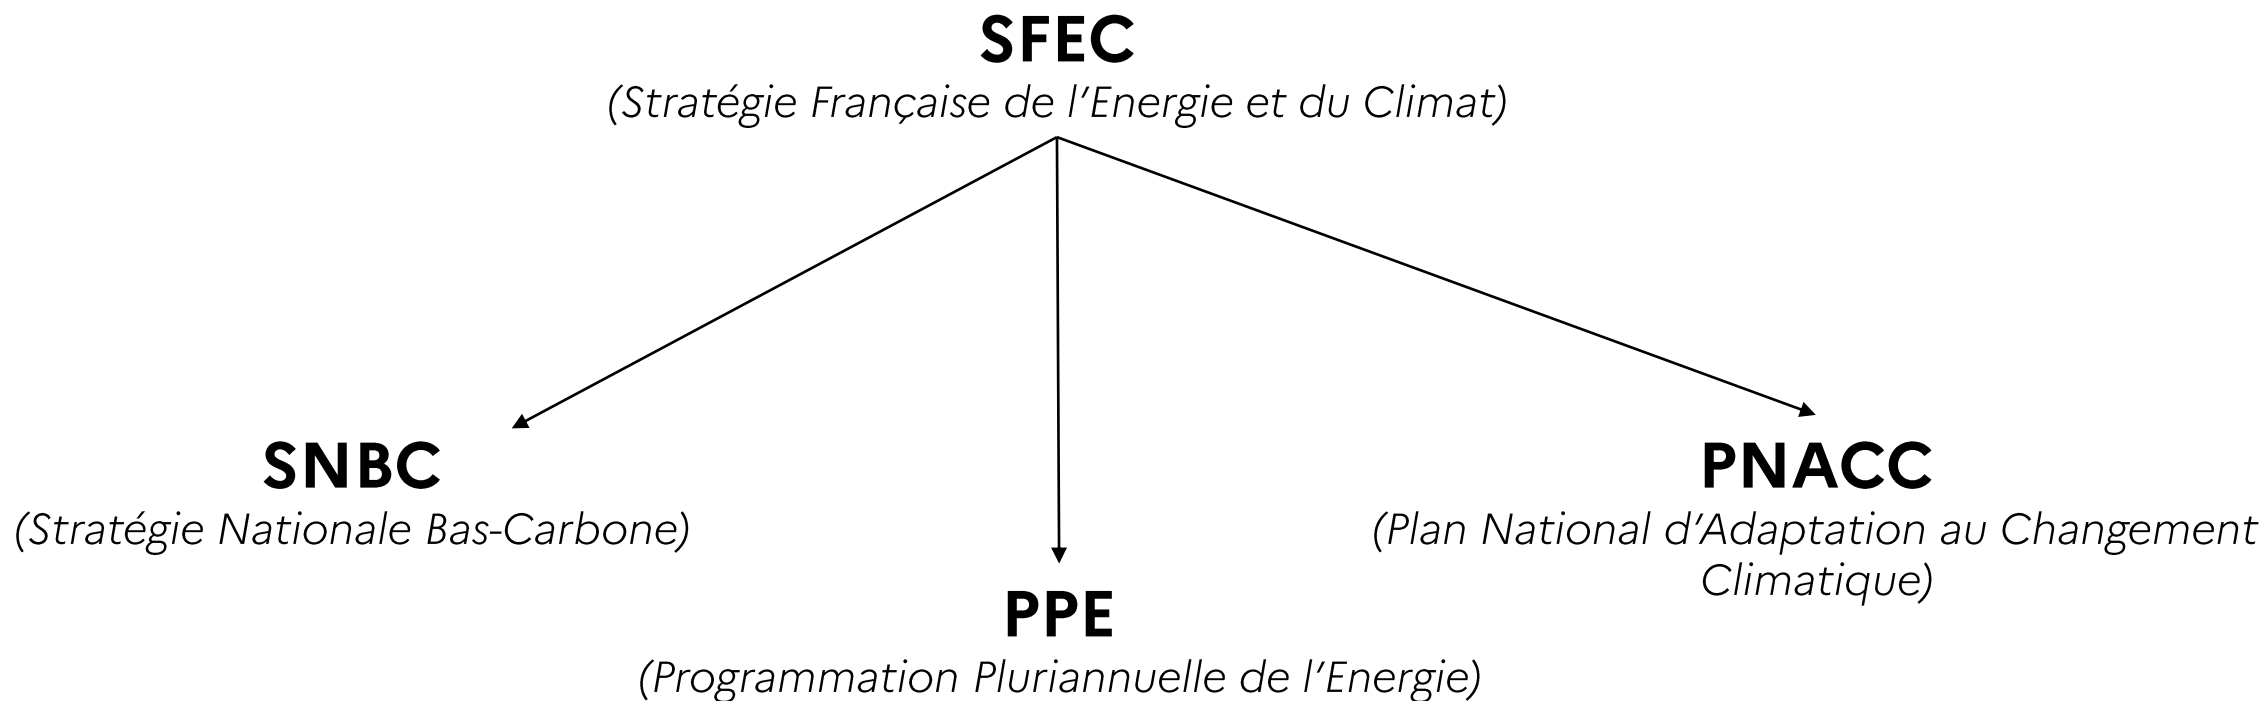 SFEC
(Stratégie Française de l’Energie et du Climat)
SNBC
(Stratégie Nationale Bas-Carbone)
PPE
(Programmation Pluriannuelle de l’Energie)
PNACC
(Plan National d’Adaptation au Changement
Climatique)